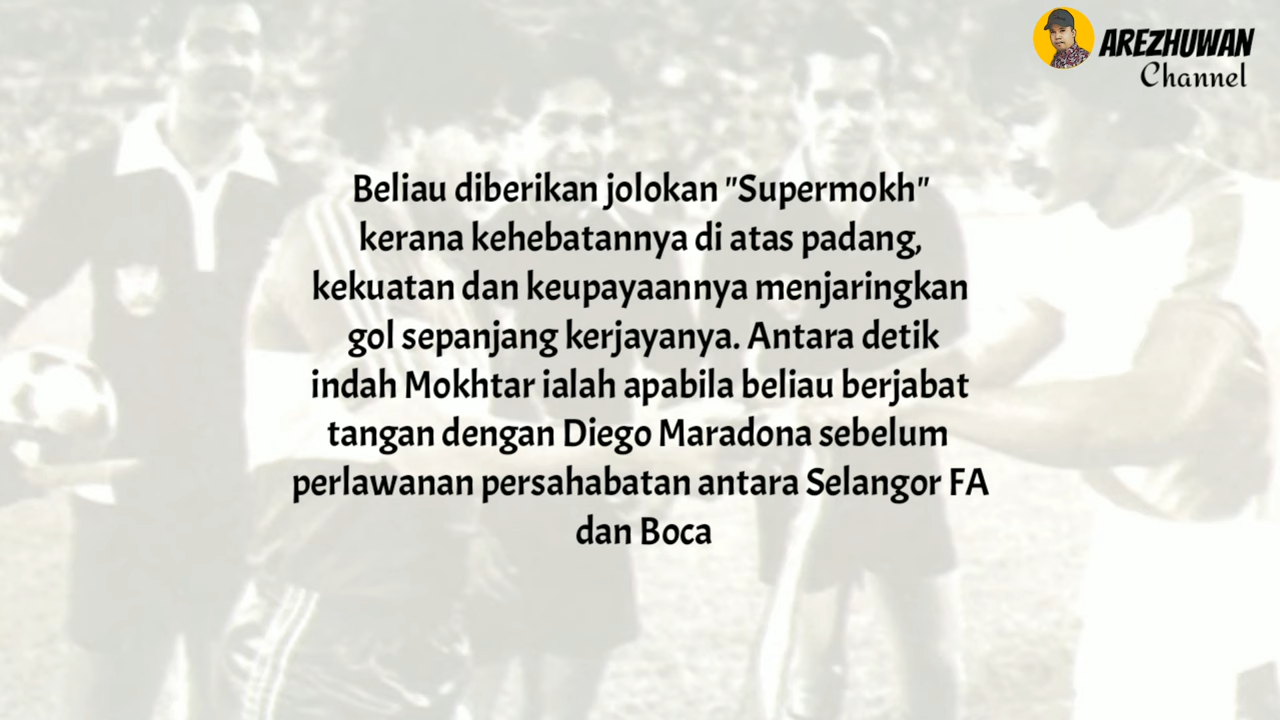 AREZHUWAN
Channel
Beliau diberikan jolokan "Supermokh"
kerana kehebatannya di atas padang,
kekuatan dan keupayaannya menjaringkan
gol sepanjang kerjayanya. Antara detik
indah Mokhtar ialah apabila beliau berjabat
tangan dengan Diego Maradona sebelum
perlawanan persahabatan antara Selangor FA
dan Boca